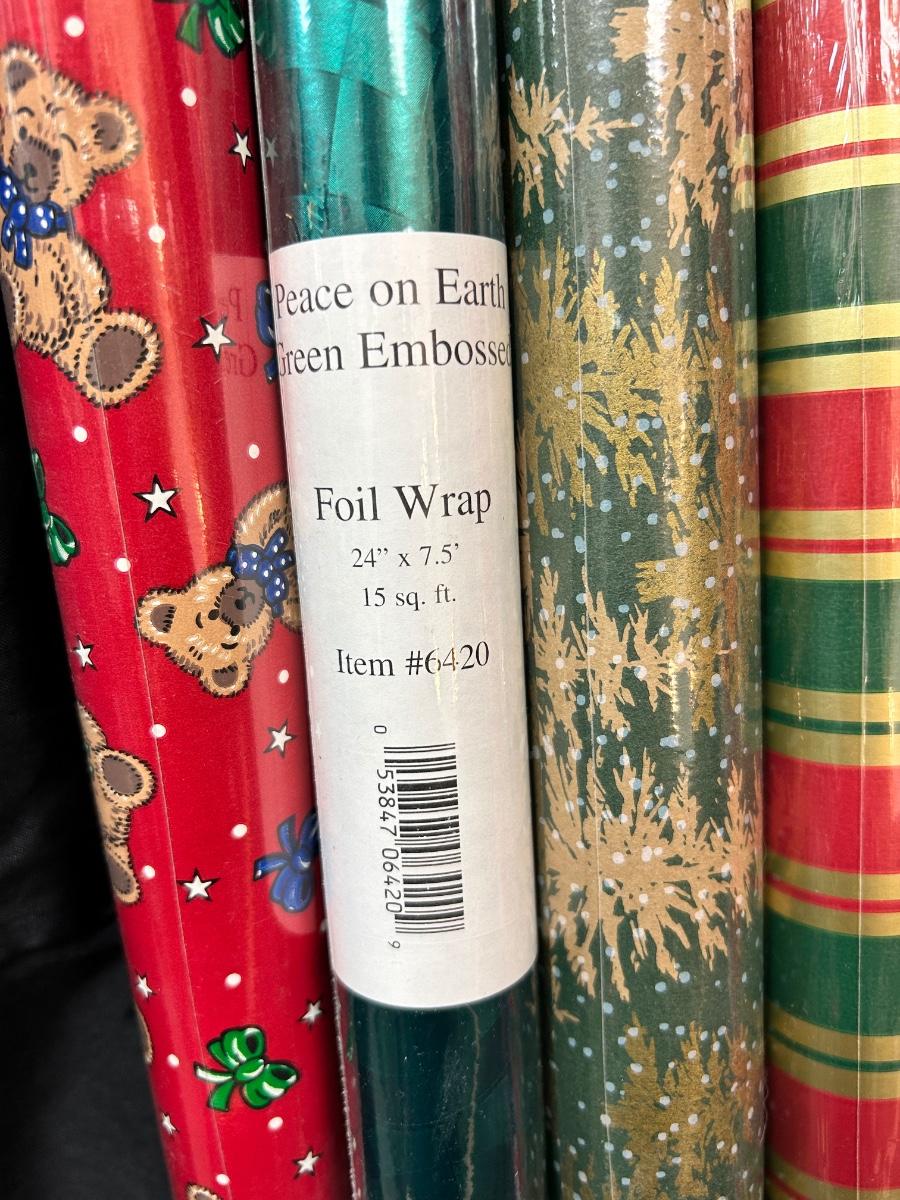 Peace on Earth
Green Embossed
Foil Wrap
24” x 7.5’
15 sq. ft.
Item #6420
0 53847 06420 9